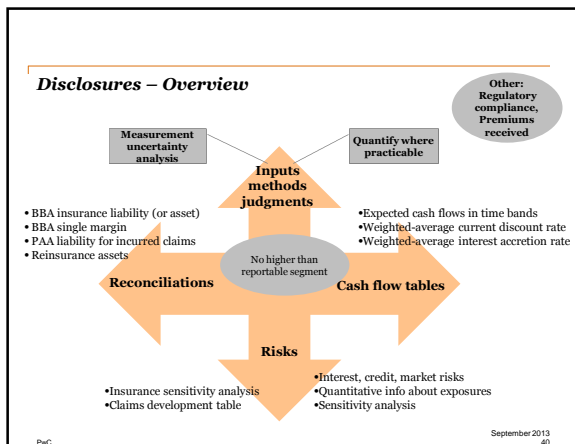 Disclosures – Overview
Other:
Regulatory
compliance,
Premiums
received
Measurement
uncertainty
analysis
Quantify where
practicable
Inputs
methods
judgments
•BBA insurance liability (or asset)
•BBA single margin
•PAA liability for incurred claims
•Reinsurance assets
•Expected cash flows in time bands
•Weighted-average current discount rate
•Weighted-average interest accretion rate
No higher than
reportable segment
Reconciliations
Cash flow tables
Risks
•Insurance sensitivity analysis
•Claims development table
•Interest, credit, market risks
•Quantitative info about exposures
•Sensitivity analysis
PwC
September 2013
40